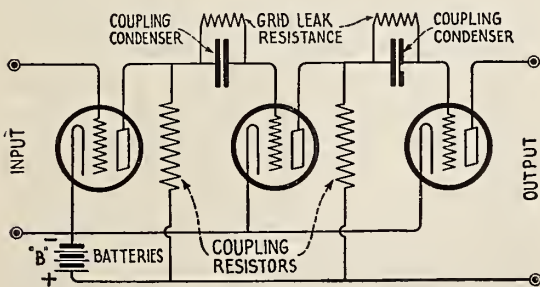 COUPLING
CONDENSER
GRID LEAK
RESISTANCE
COUPLING
CONDENSER
INPUT
OUTPUT
"B" − BATTERIES
+
COUPLING
RESISTORS